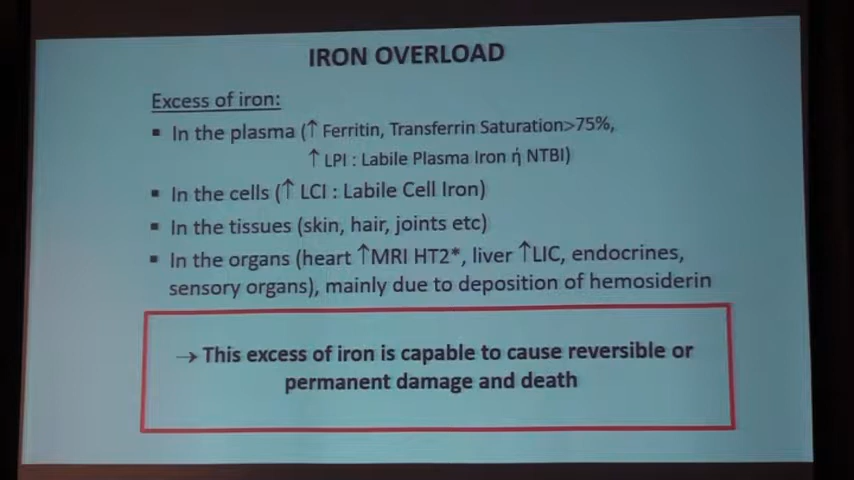 IRON OVERLOAD
Excess of iron:
▪ In the plasma (↑ Ferritin, Transferrin Saturation>75%,
↑ LPI : Labile Plasma Iron ή NTBI)
▪ In the cells (↑ LCI : Labile Cell Iron)
▪ In the tissues (skin, hair, joints etc)
▪ In the organs (heart ↑MRI HT2*, liver ↑LIC, endocrines,
sensory organs), mainly due to deposition of hemosiderin
→ This excess of iron is capable to cause reversible or
permanent damage and death